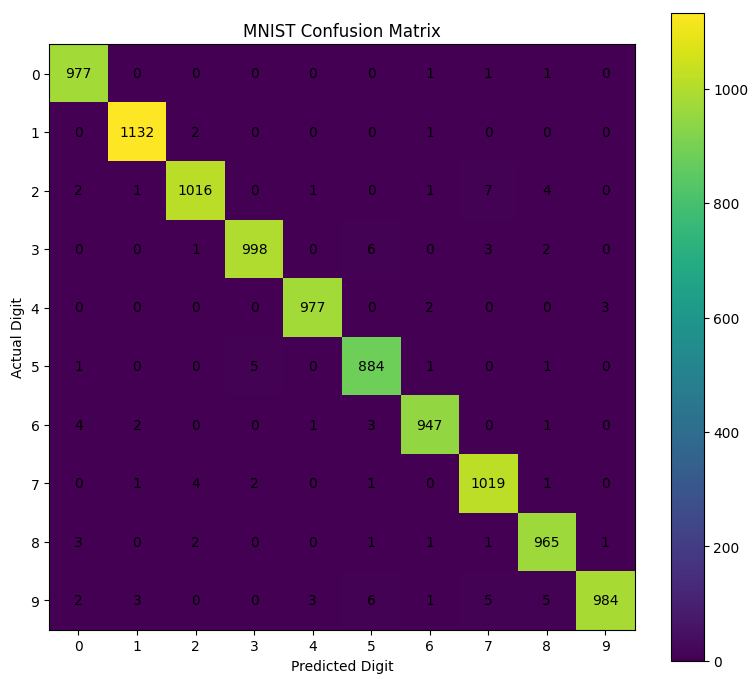 MNIST Confusion Matrix
0 977 0 0 0 0 0 1 1 1 0
1 0 1132 2 0 0 0 1 0 0 0
2 2 1 1016 0 1 0 1 7 4 0
3 0 0 1 998 0 6 0 3 2 0
4 0 0 0 0 977 0 2 0 0 3
5 1 0 0 5 0 884 1 0 1 0
6 4 2 0 0 1 3 947 0 1 0
7 0 1 4 2 0 1 0 1019 1 0
8 3 0 2 0 0 1 1 1 965 1
9 2 3 0 0 3 6 1 5 5 984
0 1 2 3 4 5 6 7 8 9
Predicted Digit
Actual Digit
1000
800
600
400
200
0